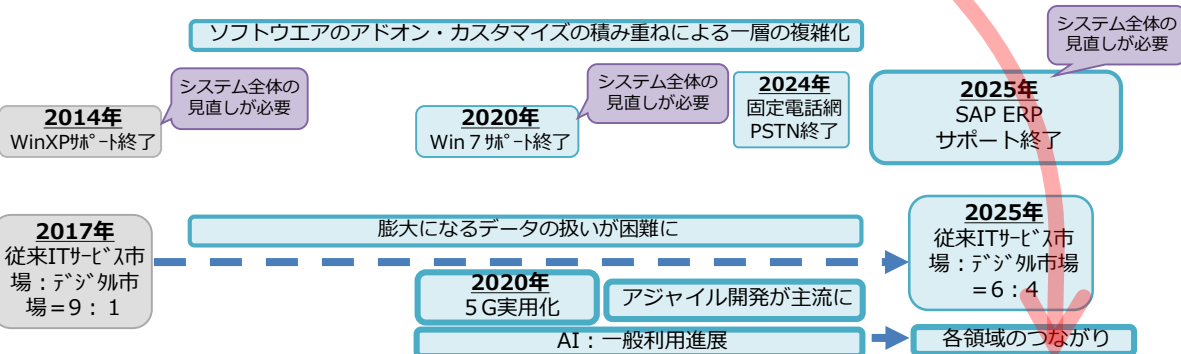 システム全体の
見直しが必要
ソフトウエアのアドオン・カスタマイズの積み重ねによる一層の複雑化
システム全体の
見直しが必要
システム全体の
見直しが必要
2014年
WinXPｻﾎﾟｰﾄ終了
2020年
Win７ｻﾎﾟｰﾄ終了
2024年
固定電話網
PSTN終了
2025年
SAP ERP
サポート終了
2017年
従来ITｻｰﾋﾞｽ市
場：ﾃﾞｼﾞﾀﾙ市
場＝9： 1
膨大になるデータの扱いが困難に
2025年
従来ITｻｰﾋﾞｽ市
場：ﾃﾞｼﾞﾀﾙ市場
＝6：4
2020年
５G実用化
アジャイル開発が主流に
AI：一般利用進展
各領域のつながり